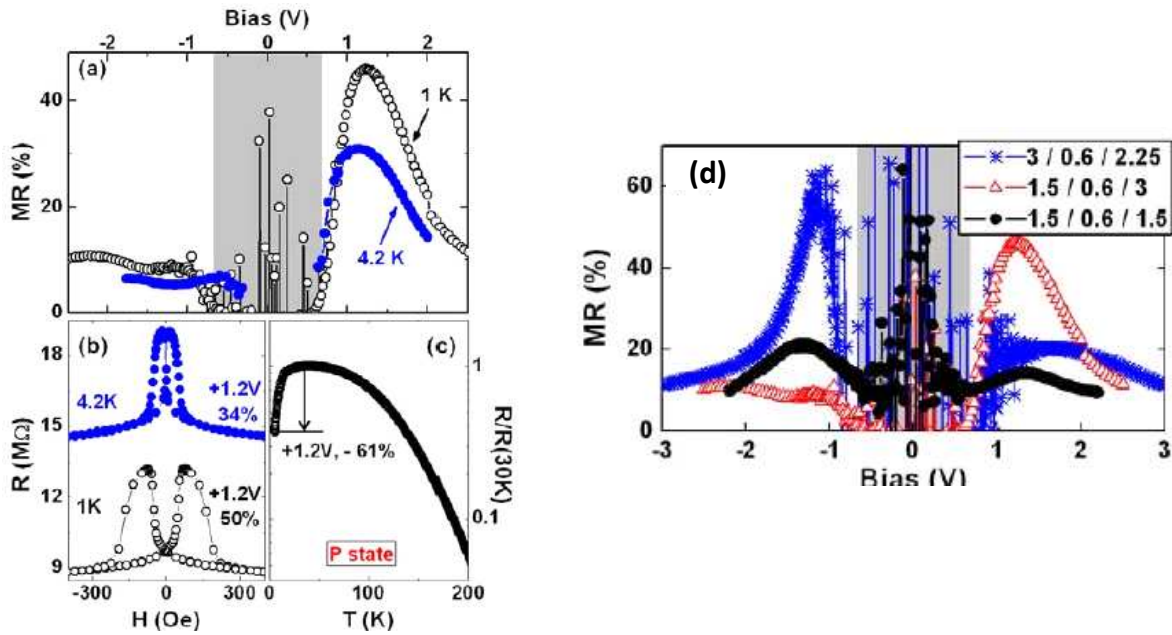 Bias (V)
-2 -1 0 1 2
(a)
MR (%)
40
20
0
1 K
4.2 K
(b)
R (MΩ)
18
15
12
9
4.2K
+1.2V
34%
1K
+1.2V
50%
-300 0 300
H (Oe)
(c)
+1.2V, - 61%
P state
1
0.1
R/R(30K)
0 100 200
T (K)
(d)
3 / 0.6 / 2.25
1.5 / 0.6 / 3
1.5 / 0.6 / 1.5
MR (%)
60
40
20
0
-3 -2 -1 0 1 2 3
Bias (V)